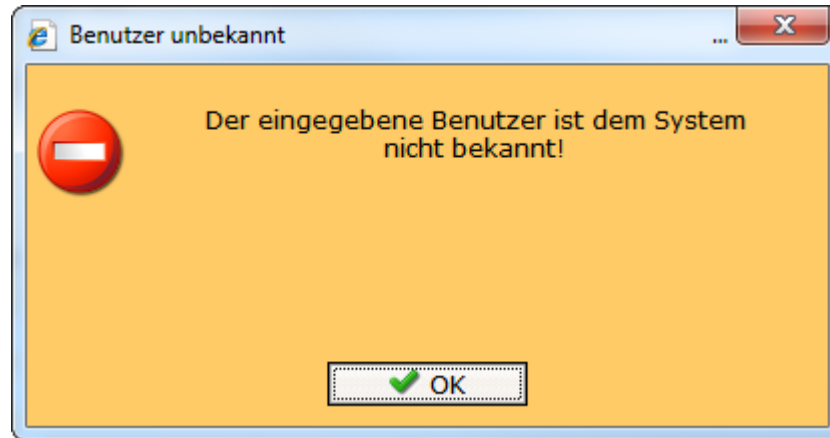 Benutzer unbekannt ...
Der eingegebene Benutzer ist dem System
nicht bekannt!
OK